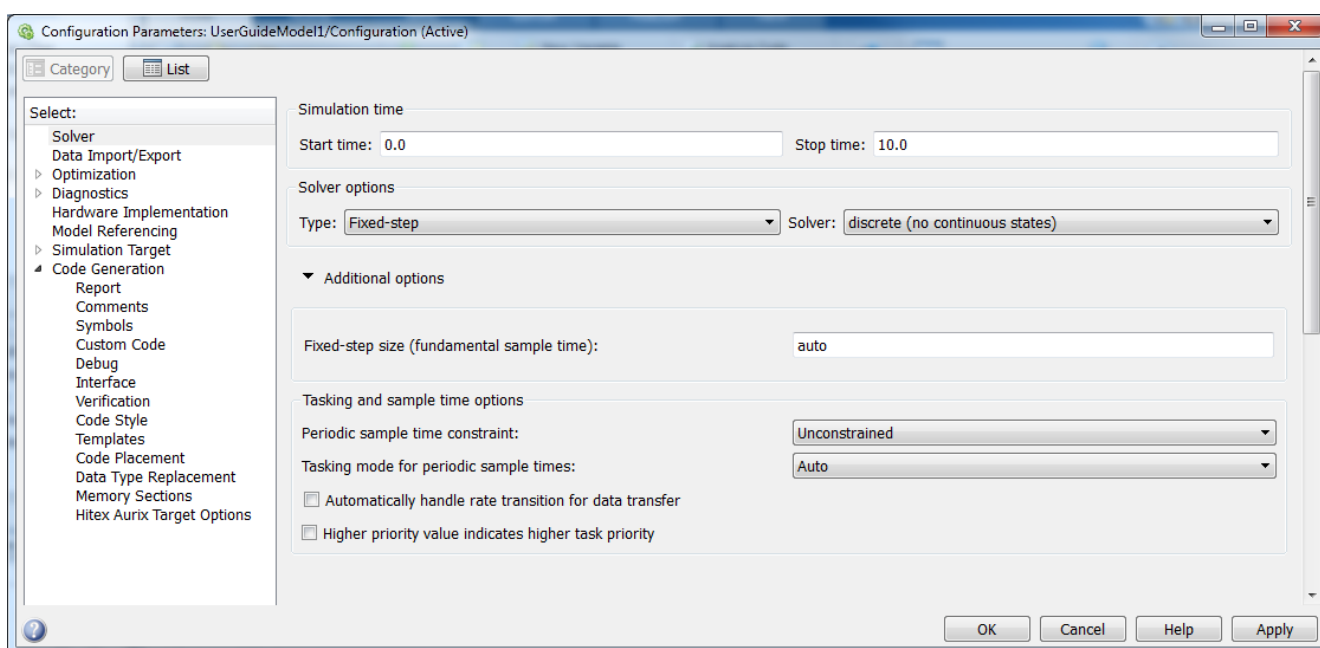 Configuration Parameters: UserGuideModel1/Configuration (Active)
Category List
Select:
Solver
Data Import/Export
Optimization
Diagnostics
Hardware Implementation
Model Referencing
Simulation Target
Code Generation
Report
Comments
Symbols
Custom Code
Debug
Interface
Verification
Code Style
Templates
Code Placement
Data Type Replacement
Memory Sections
Hitex Aurix Target Options
Simulation time
Start time: 0.0 Stop time: 10.0
Solver options
Type: Fixed-step Solver: discrete (no continuous states)
Additional options
Fixed-step size (fundamental sample time): auto
Tasking and sample time options
Periodic sample time constraint: Unconstrained
Tasking mode for periodic sample times: Auto
Automatically handle rate transition for data transfer
Higher priority value indicates higher task priority
OK Cancel Help Apply